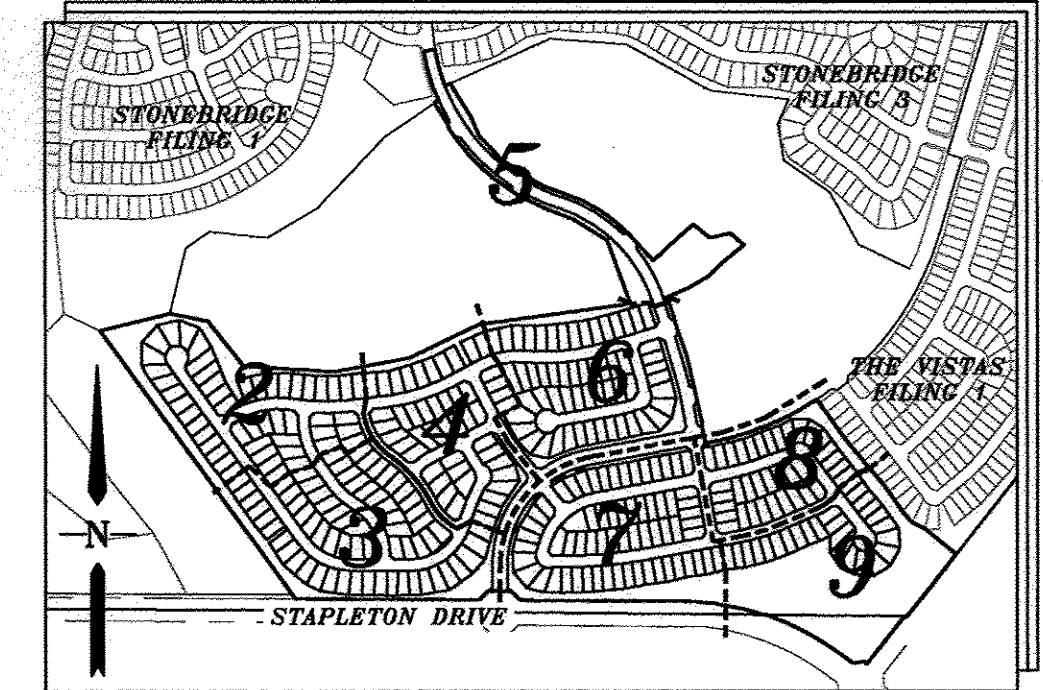 STONEBRIDGE
FILING 3
STONEBRIDGE
FILING 1
5
THE VISTAS
FILING 1
2
6
4
8
3
7
9
N
STAPLETON DRIVE